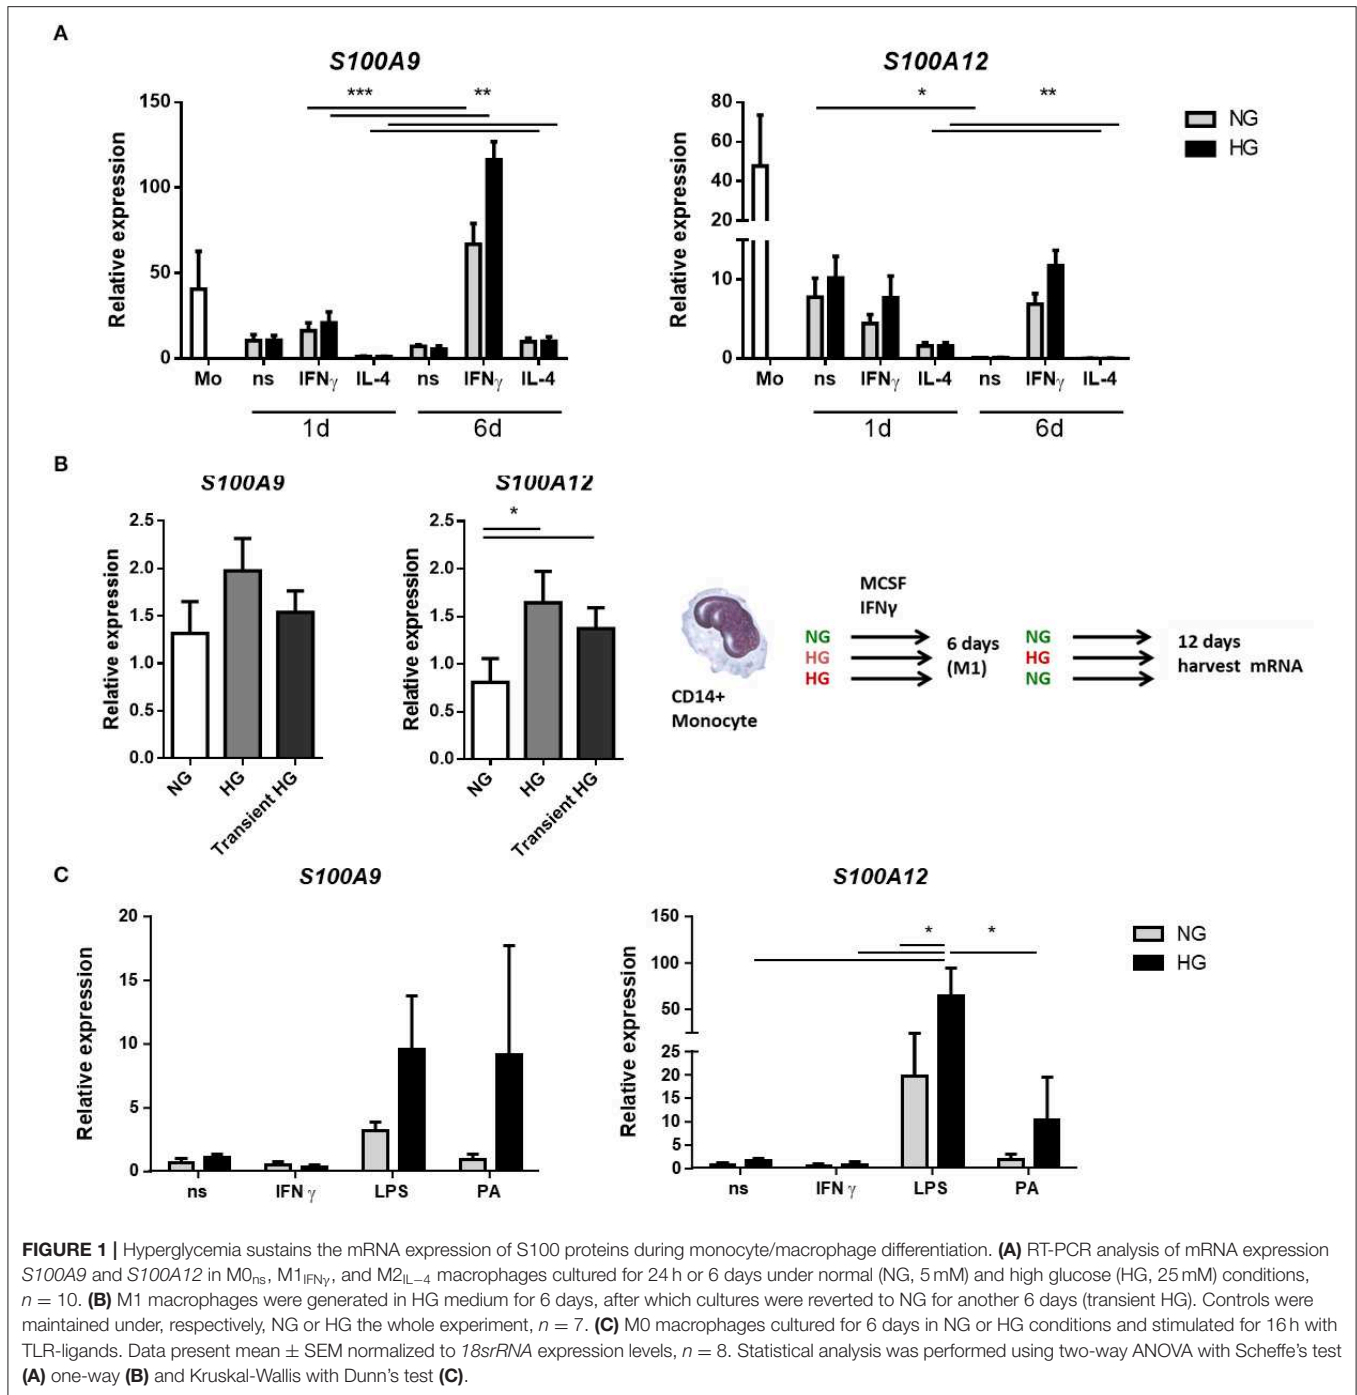 A
S100A9
S100A12
***
**
*
**
NG
HG
Relative expression
150
100
50
0
Mo
ns
IFNγ
IL-4
ns
IFNγ
IL-4
1d
6d
Relative expression
80
60
40
20
10
0
Mo
ns
IFNγ
IL-4
ns
IFNγ
IL-4
1d
6d
B
S100A9
Relative expression
2.5
2.0
1.5
1.0
0.5
0.0
NG
HG
Transient HG
S100A12
*
Relative expression
2.5
2.0
1.5
1.0
0.5
0.0
NG
HG
Transient HG
CD14+
Monocyte
MCSF
IFNγ
NG
HG
HG
6 days
(M1)
NG
HG
NG
12 days
harvest mRNA
C
S100A9
Relative expression
20
15
10
5
0
ns
IFN γ
LPS
PA
S100A12
*
*
Relative expression
150
100
50
25
20
15
10
5
0
ns
IFN γ
LPS
PA
NG
HG
FIGURE 1 | Hyperglycemia sustains the mRNA expression of S100 proteins during monocyte/macrophage differentiation. (A) RT-PCR analysis of mRNA expression
S100A9 and S100A12 in M0ns, M1IFNγ, and M2IL−4 macrophages cultured for 24 h or 6 days under normal (NG, 5 mM) and high glucose (HG, 25 mM) conditions,
n = 10. (B) M1 macrophages were generated in HG medium for 6 days, after which cultures were reverted to NG for another 6 days (transient HG). Controls were
maintained under, respectively, NG or HG the whole experiment, n = 7. (C) M0 macrophages cultured for 6 days in NG or HG conditions and stimulated for 16 h with
TLR-ligands. Data present mean ± SEM normalized to 18srRNA expression levels, n = 8. Statistical analysis was performed using two-way ANOVA with Scheffe's test
(A) one-way (B) and Kruskal-Wallis with Dunn's test (C).